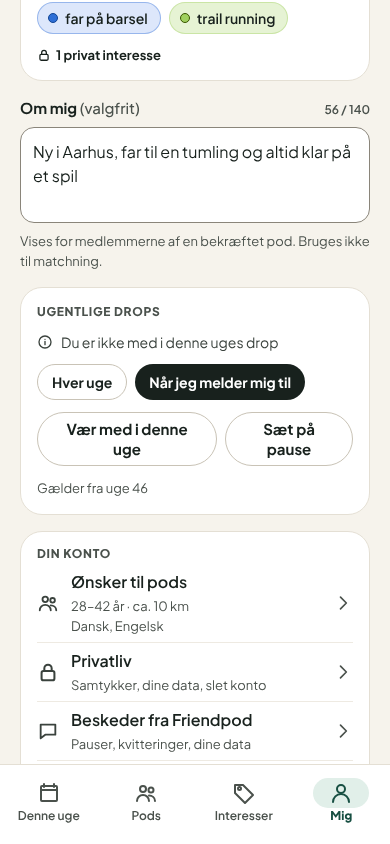 far på barsel
trail running
1 privat interesse
Om mig (valgfrit)
56 / 140
Ny i Aarhus, far til en tumling og altid klar på
et spil
Vises for medlemmerne af en bekræftet pod. Bruges ikke
til matchning.
UGENTLIGE DROPS
Du er ikke med i denne uges drop
Hver uge
Når jeg melder mig til
Vær med i denne
uge
Sæt på
pause
Gælder fra uge 46
DIN KONTO
Ønsker til pods
28–42 år · ca. 10 km
Dansk, Engelsk
Privatliv
Samtykker, dine data, slet konto
Beskeder fra Friendpod
Pauser, kvitteringer, dine data
Denne uge
Pods
Interesser
Mig